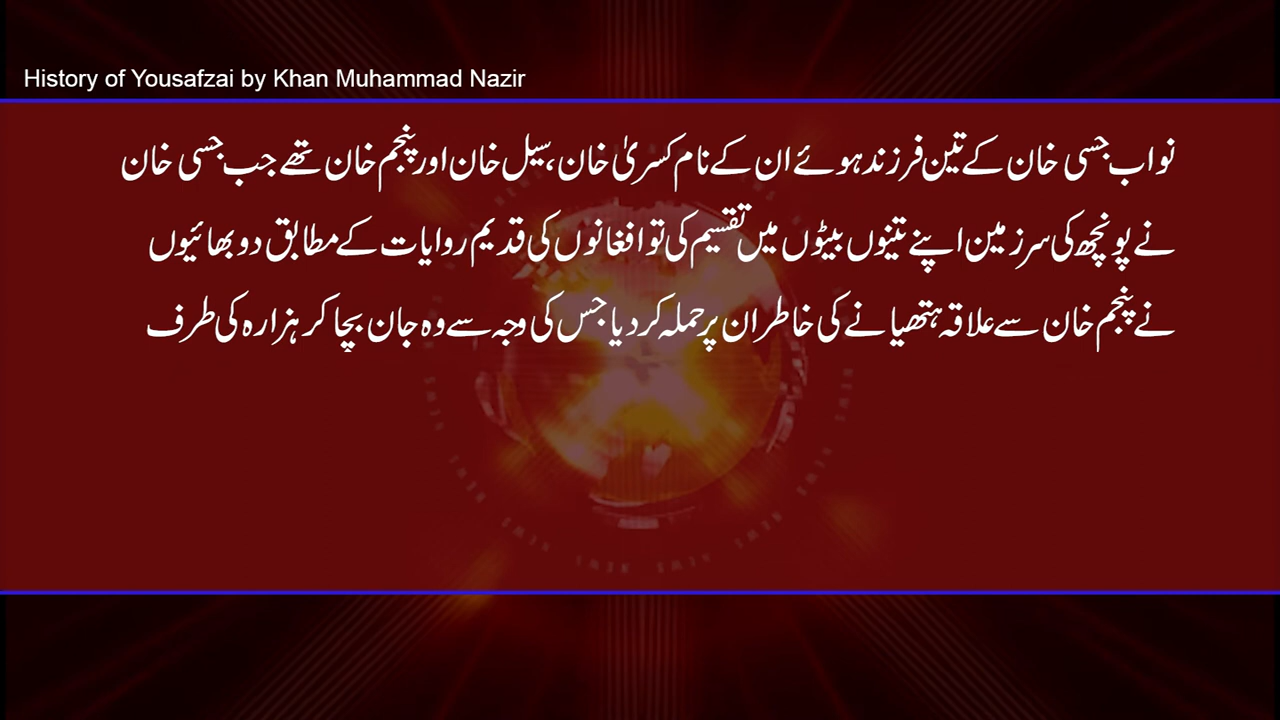 History of Yousafzai by Khan Muhammad Nazir
نواب جسی خان کے تین فرزند ہوئے ان کے نام کسریٰ خان، سیل خان اور پنجم خان تھے جب جسی خان
نے پونچھ کی سرزمین اپنے تینوں بیٹوں میں تقسیم کی تو افغانوں کی قدیم روایات کے مطابق دو بھائیوں
نے پنجم خان سے علاقہ ہتھیانے کی خاطر ان پر حملہ کر دیا جس کی وجہ سے وہ جان بچا کر ہزارہ کی طرف